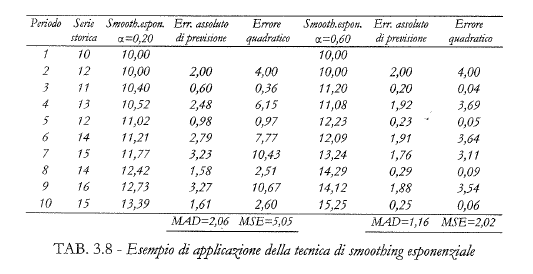 Periodo Serie Smooth.espon. Err. assoluto Errore Smooth.espon. Err. assoluto Errore
storica α=0,20 di previsione quadratico α=0,60 di previsione quadratico
1 10 10,00 10,00
2 12 10,00 2,00 4,00 10,00 2,00 4,00
3 11 10,40 0,60 0,36 11,20 0,20 0,04
4 13 10,52 2,48 6,15 11,08 1,92 3,69
5 12 11,02 0,98 0,97 12,23 0,23 0,05
6 14 11,21 2,79 7,77 12,09 1,91 3,64
7 15 11,77 3,23 10,43 13,24 1,76 3,11
8 14 12,42 1,58 2,51 14,29 0,29 0,09
9 16 12,73 3,27 10,67 14,12 1,88 3,54
10 15 13,39 1,61 2,60 15,25 0,25 0,06
MAD=2,06 MSE=5,05 MAD=1,16 MSE=2,02
TAB. 3.8 - Esempio di applicazione della tecnica di smoothing esponenziale